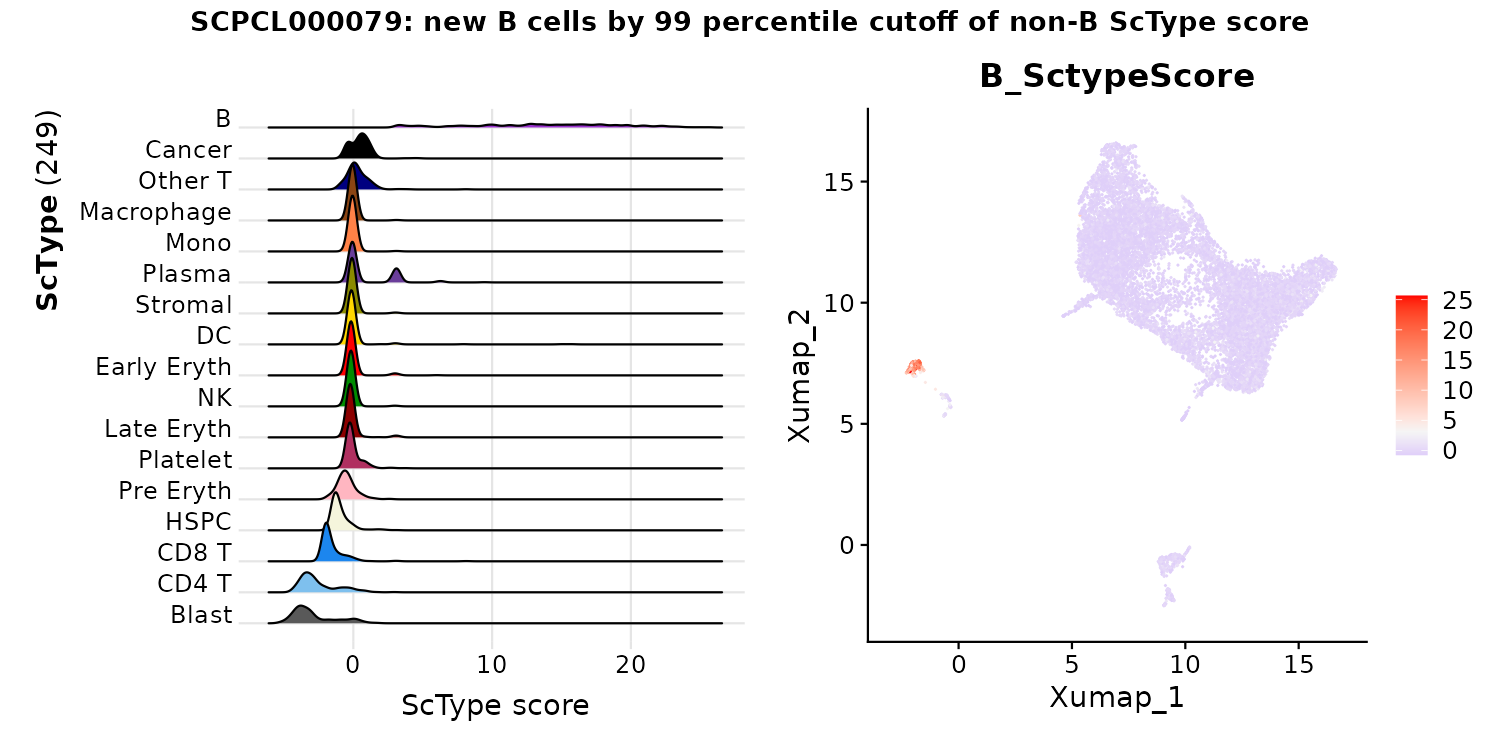 SCPCL000079: new B cells by 99 percentile cutoff of non-B ScType score
ScType (249)
B
Cancer
Other T
Macrophage
Mono
Plasma
Stromal
DC
Early Eryth
NK
Late Eryth
Platelet
Pre Eryth
HSPC
CD8 T
CD4 T
Blast
0 10 20
ScType score
B_SctypeScore
Xumap_2
15
10
5
0
0 5 10 15
Xumap_1
25
20
15
10
5
0